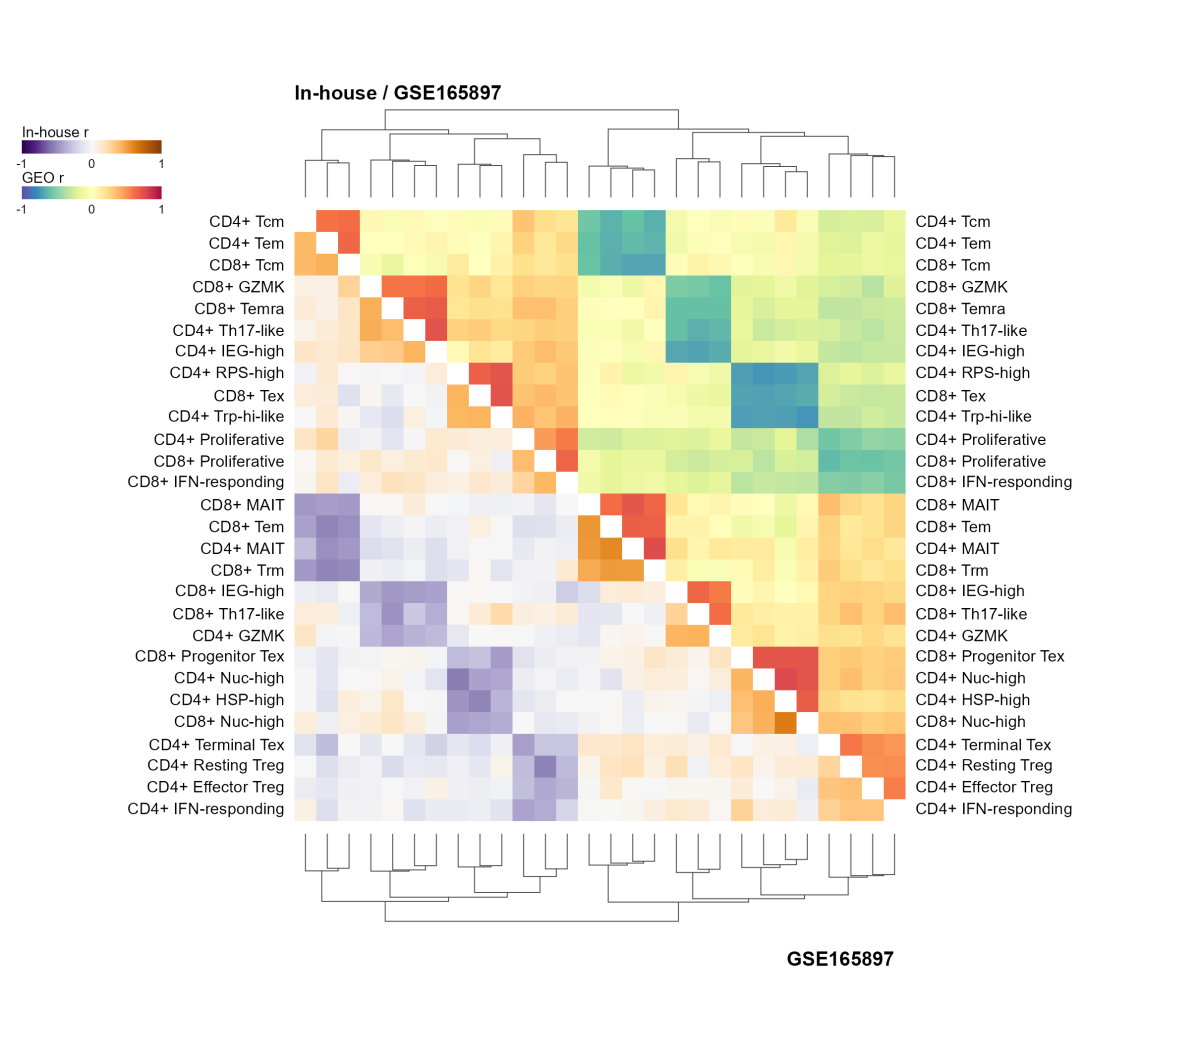 In-house / GSE165897
In-house r
-1 0 1
GEO r
-1 0 1
CD4+ Tcm CD4+ Tcm
CD4+ Tem CD4+ Tem
CD8+ Tcm CD8+ Tcm
CD8+ GZMK CD8+ GZMK
CD8+ Temra CD8+ Temra
CD4+ Th17-like CD4+ Th17-like
CD4+ IEG-high CD4+ IEG-high
CD4+ RPS-high CD4+ RPS-high
CD8+ Tex CD8+ Tex
CD4+ Trp-hi-like CD4+ Trp-hi-like
CD4+ Proliferative CD4+ Proliferative
CD8+ Proliferative CD8+ Proliferative
CD8+ IFN-responding CD8+ IFN-responding
CD8+ MAIT CD8+ MAIT
CD8+ Tem CD8+ Tem
CD4+ MAIT CD4+ MAIT
CD8+ Trm CD8+ Trm
CD8+ IEG-high CD8+ IEG-high
CD8+ Th17-like CD8+ Th17-like
CD4+ GZMK CD4+ GZMK
CD8+ Progenitor Tex CD8+ Progenitor Tex
CD4+ Nuc-high CD4+ Nuc-high
CD4+ HSP-high CD4+ HSP-high
CD8+ Nuc-high CD8+ Nuc-high
CD4+ Terminal Tex CD4+ Terminal Tex
CD4+ Resting Treg CD4+ Resting Treg
CD4+ Effector Treg CD4+ Effector Treg
CD4+ IFN-responding CD4+ IFN-responding
GSE165897